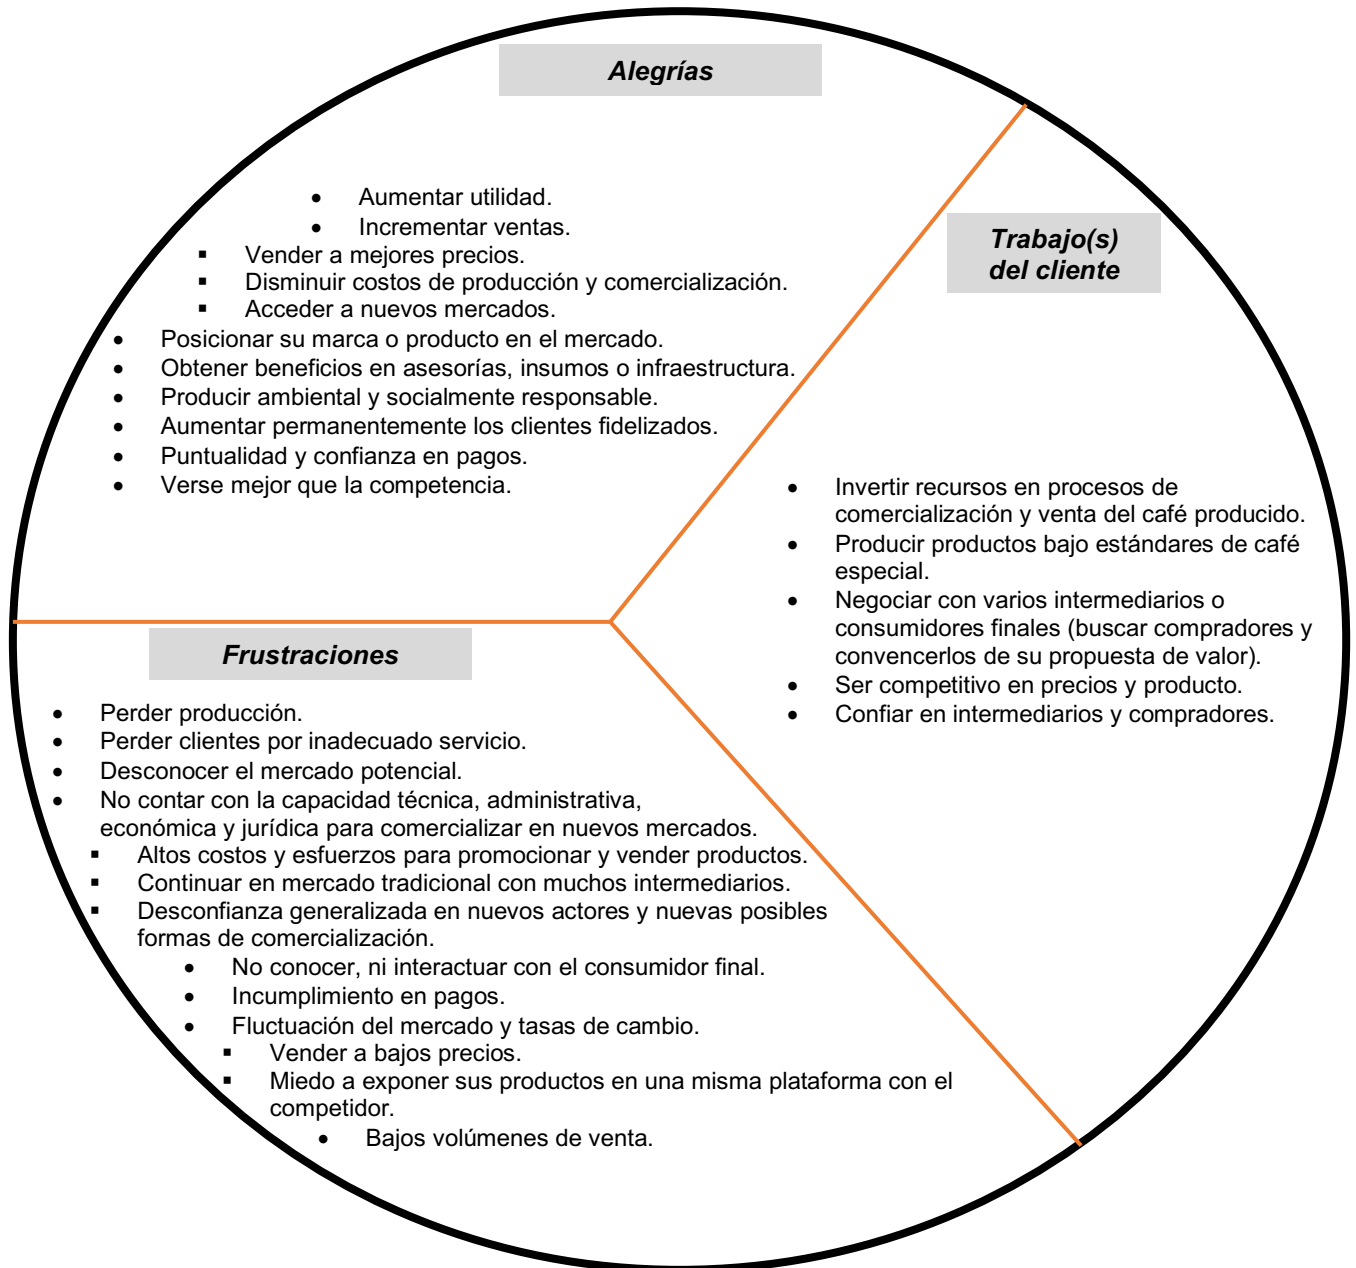 Alegrías
• Aumentar utilidad.
• Incrementar ventas.
▪ Vender a mejores precios.
▪ Disminuir costos de producción y comercialización.
▪ Acceder a nuevos mercados.
• Posicionar su marca o producto en el mercado.
• Obtener beneficios en asesorías, insumos o infraestructura.
• Producir ambiental y socialmente responsable.
• Aumentar permanentemente los clientes fidelizados.
• Puntualidad y confianza en pagos.
• Verse mejor que la competencia.
Trabajo(s)
del cliente
• Invertir recursos en procesos de
comercialización y venta del café producido.
• Producir productos bajo estándares de café
especial.
• Negociar con varios intermediarios o
consumidores finales (buscar compradores y
convencerlos de su propuesta de valor).
• Ser competitivo en precios y producto.
• Confiar en intermediarios y compradores.
Frustraciones
• Perder producción.
• Perder clientes por inadecuado servicio.
• Desconocer el mercado potencial.
• No contar con la capacidad técnica, administrativa,
económica y jurídica para comercializar en nuevos mercados.
▪ Altos costos y esfuerzos para promocionar y vender productos.
▪ Continuar en mercado tradicional con muchos intermediarios.
▪ Desconfianza generalizada en nuevos actores y nuevas posibles
formas de comercialización.
• No conocer, ni interactuar con el consumidor final.
• Incumplimiento en pagos.
• Fluctuación del mercado y tasas de cambio.
▪ Vender a bajos precios.
▪ Miedo a exponer sus productos en una misma plataforma con el
competidor.
• Bajos volúmenes de venta.